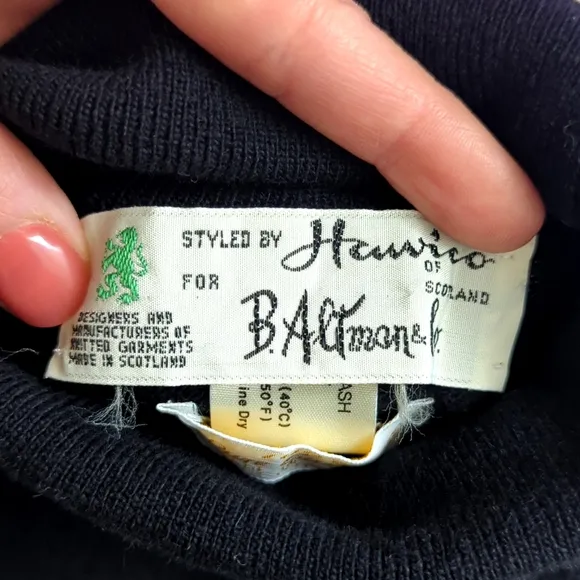 STYLED BY Hauvico
OF
SCOTLAND
FOR
B. Altman & Co.
DESIGNERS AND
MANUFACTURERS OF
KNITTED GARMENTS
MADE IN SCOTLAND
ASH
(40°C)
50°F)
ine Dry